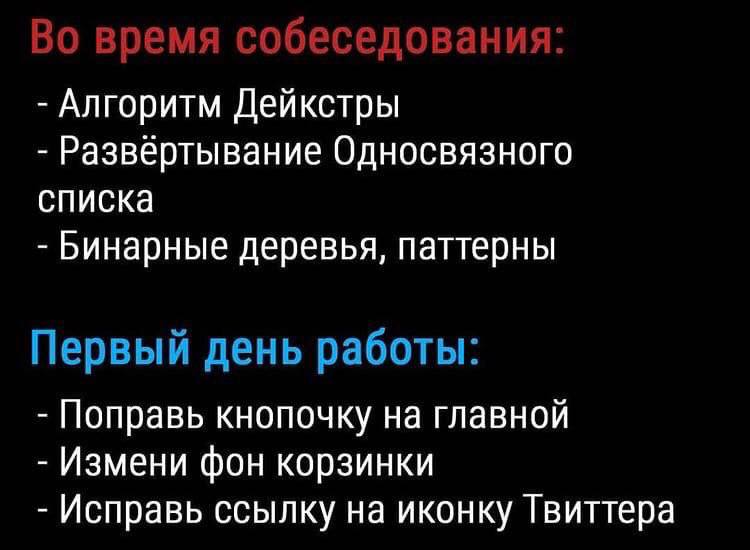 Во время собеседования:
- Алгоритм Дейкстры
- Развёртывание Односвязного
списка
- Бинарные деревья, паттерны
Первый день работы:
- Поправь кнопочку на главной
- Измени фон корзинки
- Исправь ссылку на иконку Твиттера